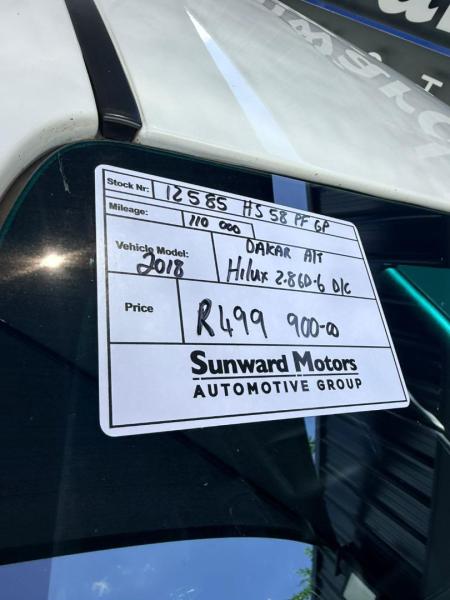 Stock Nr: 12585 HS 58 PF GP
Mileage: 110 000
Vehicle Model: 2018
DAKAR A/T
Hilux 2.8GD-6 D/C
Price R499 900-00
Sunward Motors
AUTOMOTIVE GROUP